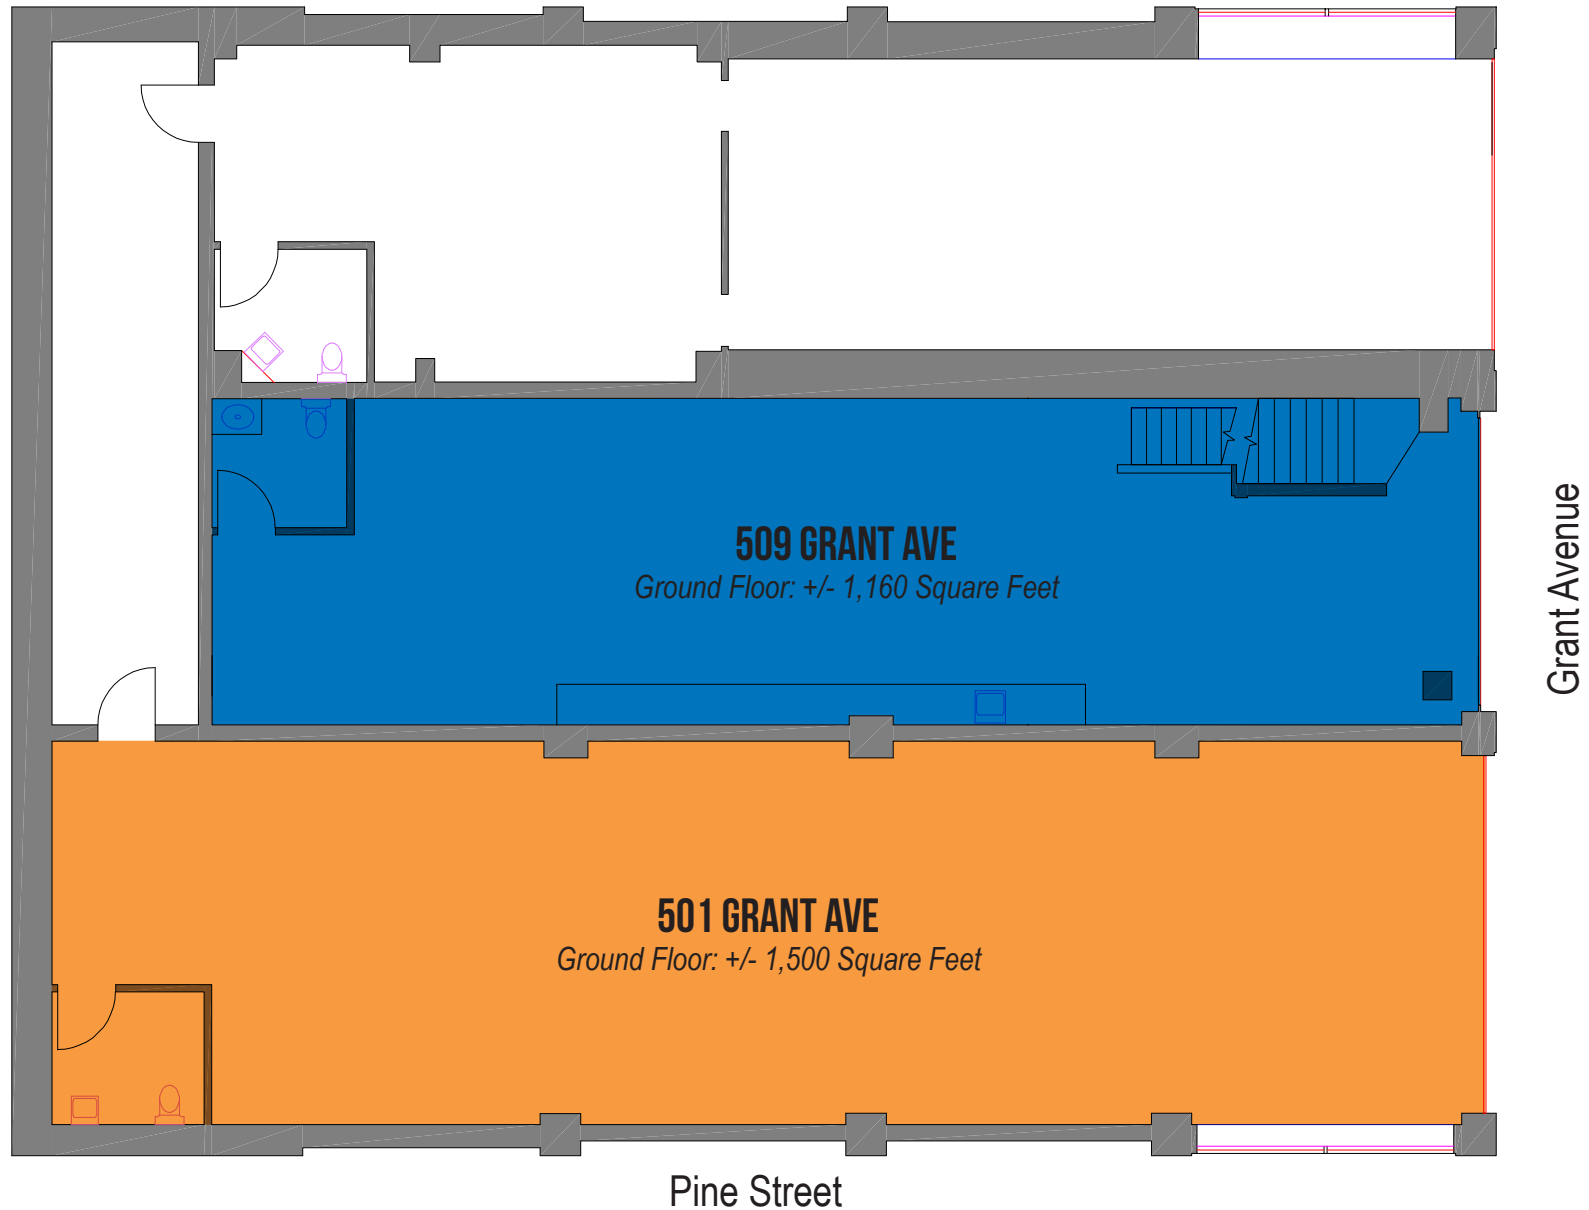 509 GRANT AVE
Ground Floor: +/- 1,160 Square Feet
Grant Avenue
501 GRANT AVE
Ground Floor: +/- 1,500 Square Feet
Pine Street